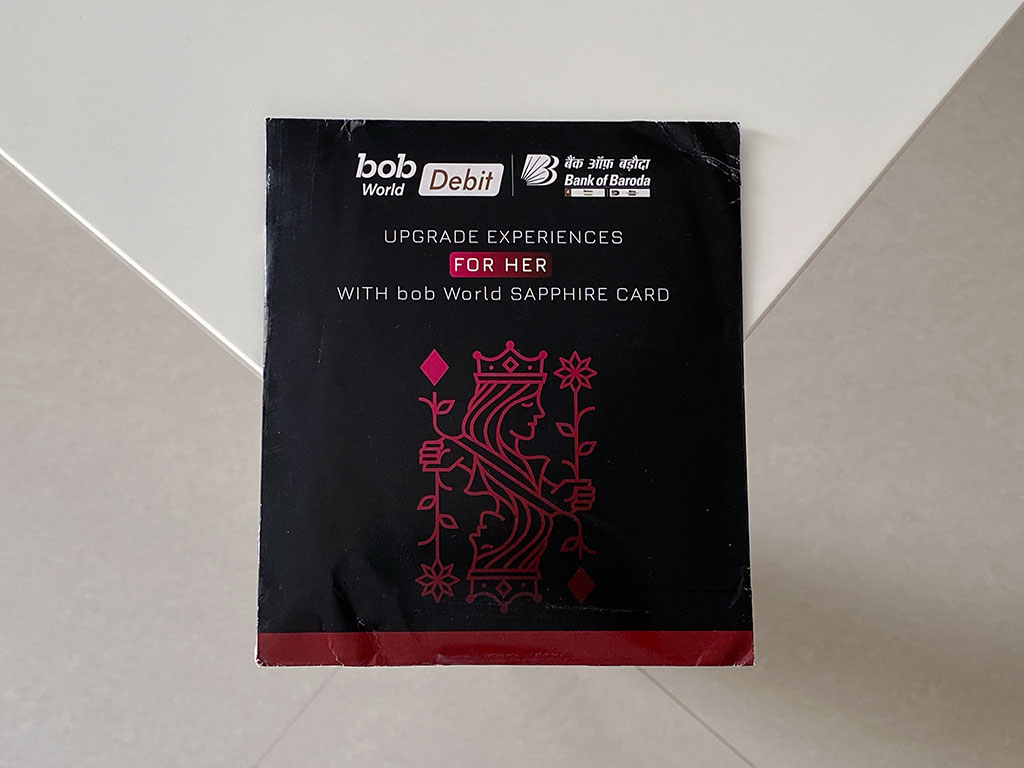 bob
World
Debit
बैंक ऑफ़ बड़ौदा
Bank of Baroda
UPGRADE EXPERIENCES
FOR HER
WITH bob World SAPPHIRE CARD